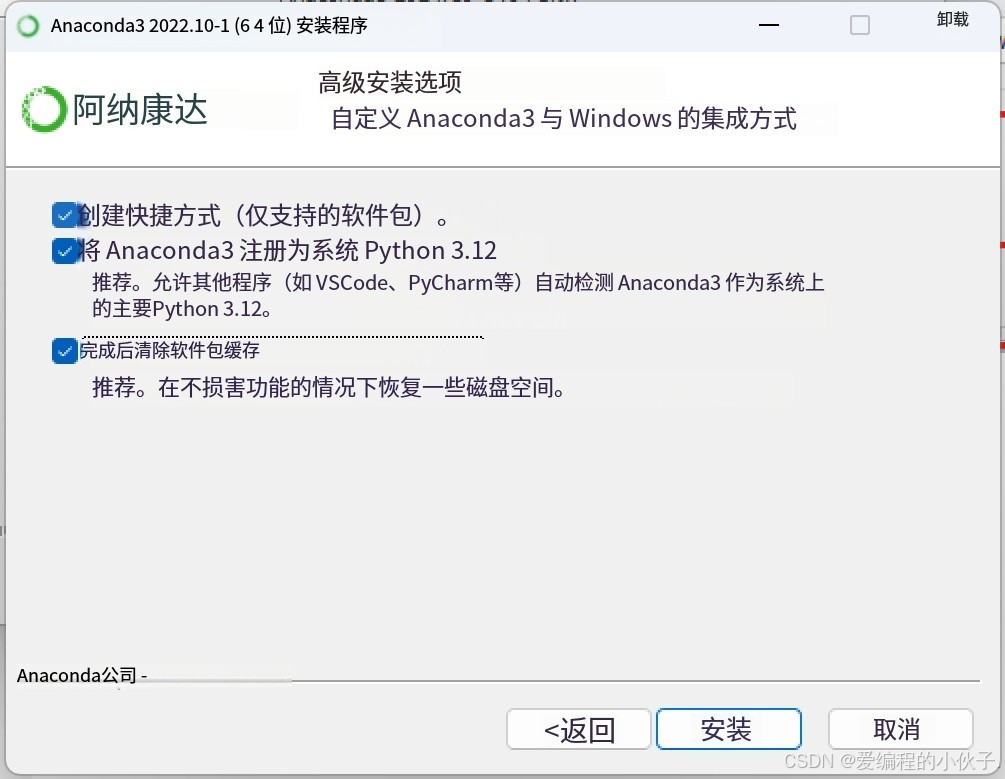 Anaconda3 2022.10-1 (6 4 位) 安装程序
卸载
阿纳康达
高级安装选项
自定义 Anaconda3 与 Windows 的集成方式
创建快捷方式（仅支持的软件包）。
将 Anaconda3 注册为系统 Python 3.12
推荐。允许其他程序（如 VSCode、PyCharm等）自动检测 Anaconda3 作为系统上
的主要Python 3.12。
完成后清除软件包缓存
推荐。在不损害功能的情况下恢复一些磁盘空间。
Anaconda公司 -
<返回
安装
取消
CSDN @爱编程的小伙子